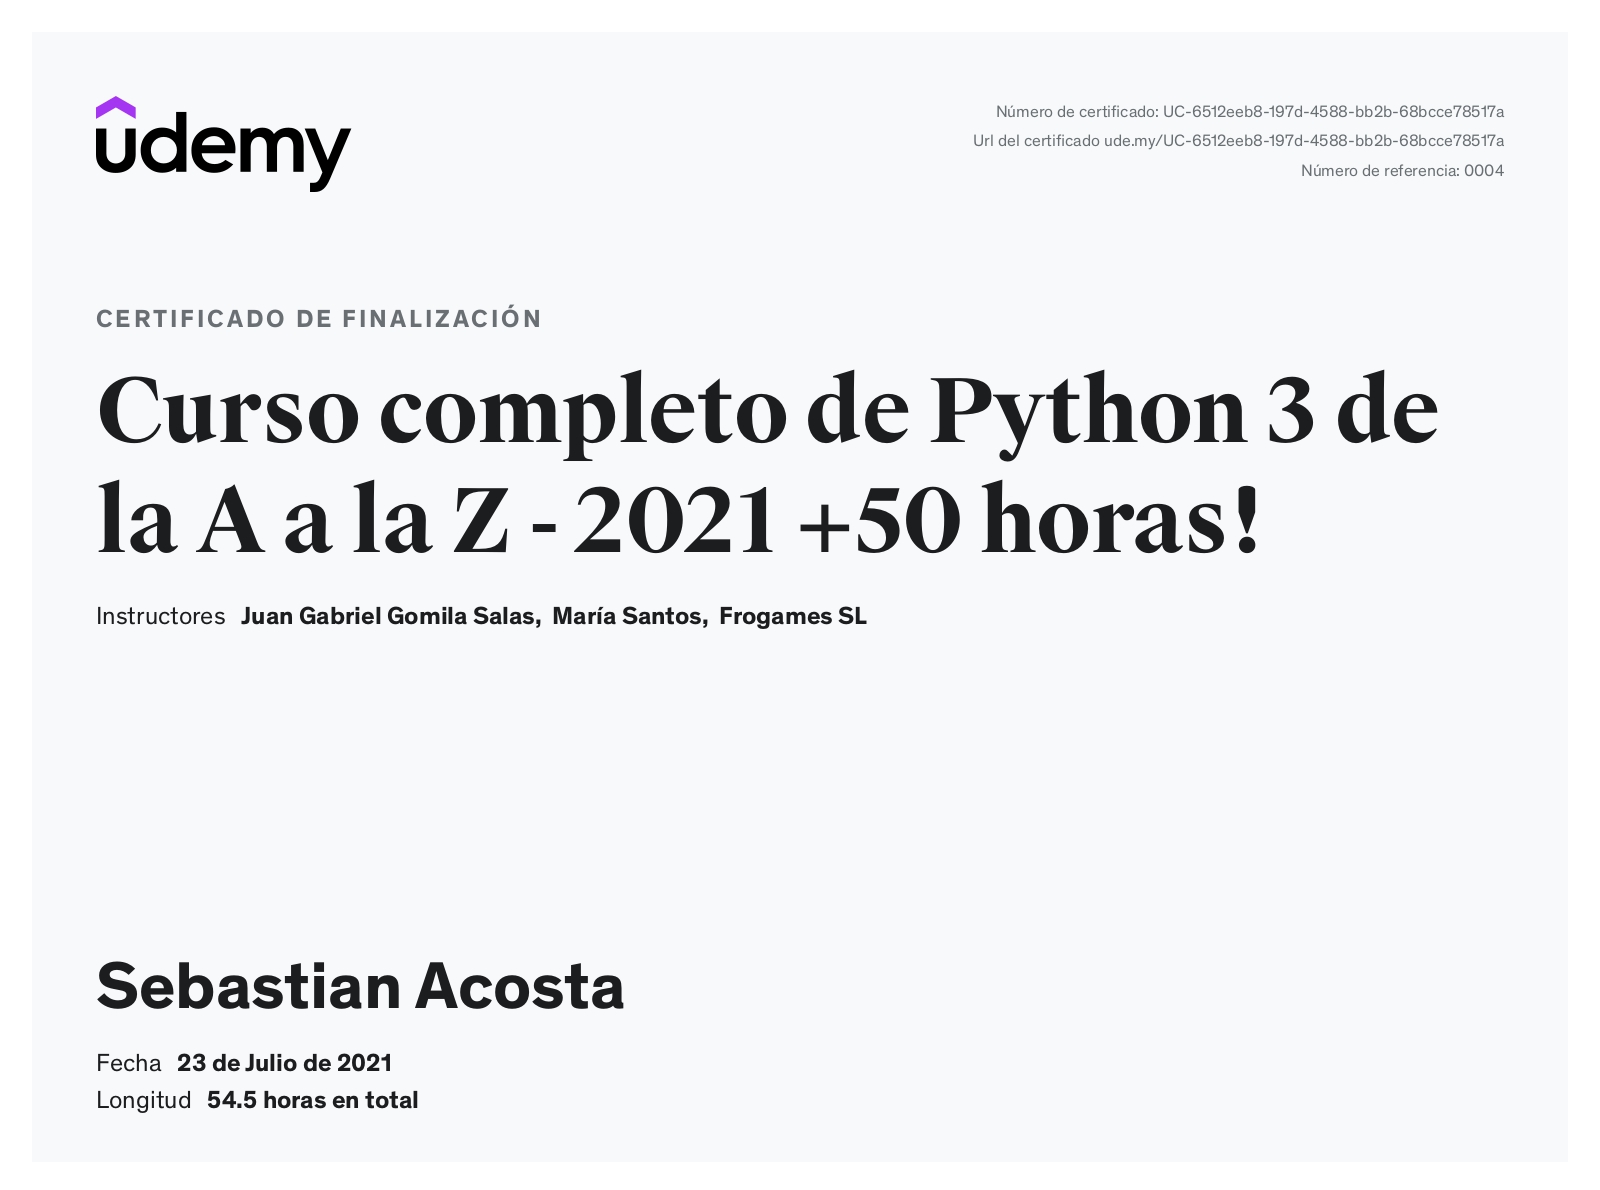 udemy
Número de certificado: UC-6512eeb8-197d-4588-bb2b-68bcce78517a
Url del certificado ude.my/UC-6512eeb8-197d-4588-bb2b-68bcce78517a
Número de referencia: 0004
CERTIFICADO DE FINALIZACIÓN
Curso completo de Python 3 de
la A a la Z - 2021 +50 horas!
Instructores Juan Gabriel Gomila Salas, María Santos, Frogames SL
Sebastian Acosta
Fecha 23 de Julio de 2021
Longitud 54.5 horas en total